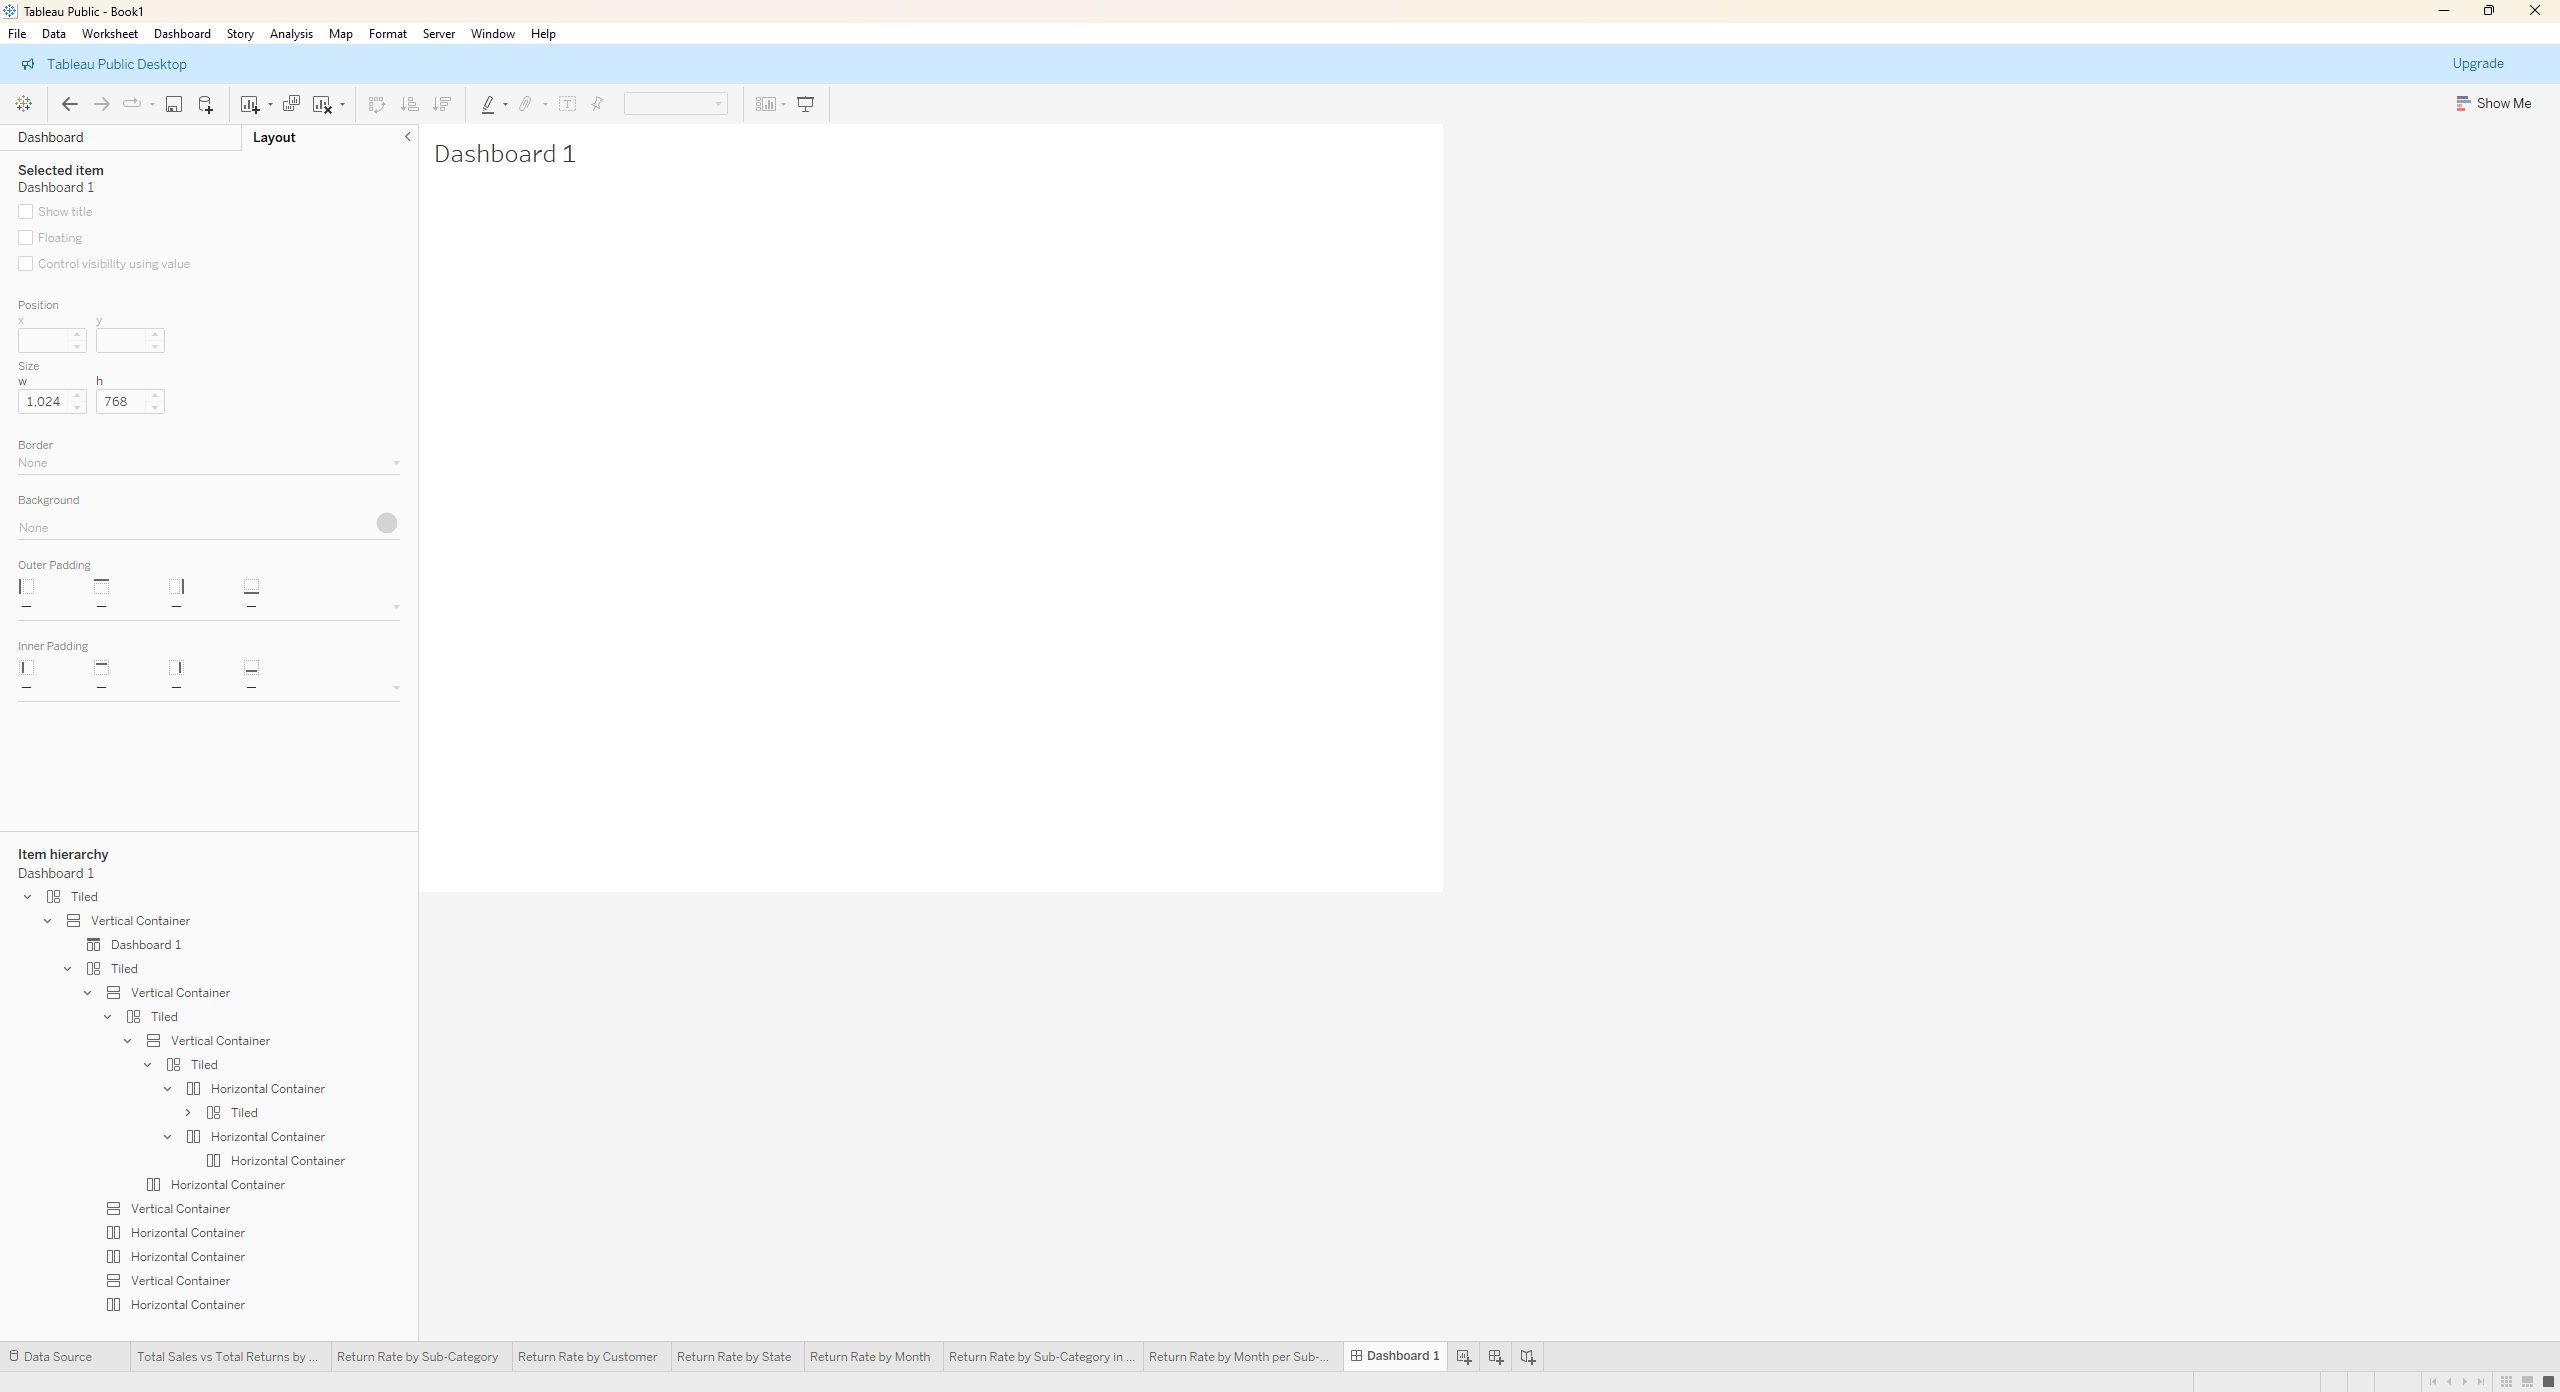 Tableau Public - Book1
File Data Worksheet Dashboard Story Analysis Map Format Server Window Help
Tableau Public Desktop
Upgrade
Show Me
Dashboard
Layout
Selected item
Dashboard 1
Show title
Floating
Control visibility using value
Position
x y
Size
w h
1,024 768
Border
None
Background
None
Outer Padding
Inner Padding
Item hierarchy
Dashboard 1
Tiled
Vertical Container
Dashboard 1
Tiled
Vertical Container
Tiled
Vertical Container
Tiled
Horizontal Container
Tiled
Horizontal Container
Horizontal Container
Horizontal Container
Vertical Container
Horizontal Container
Horizontal Container
Vertical Container
Horizontal Container
Dashboard 1
Data Source Total Sales vs Total Returns by ... Return Rate by Sub-Category Return Rate by Customer Return Rate by State Return Rate by Month Return Rate by Sub-Category in ... Return Rate by Month per Sub-... Dashboard 1